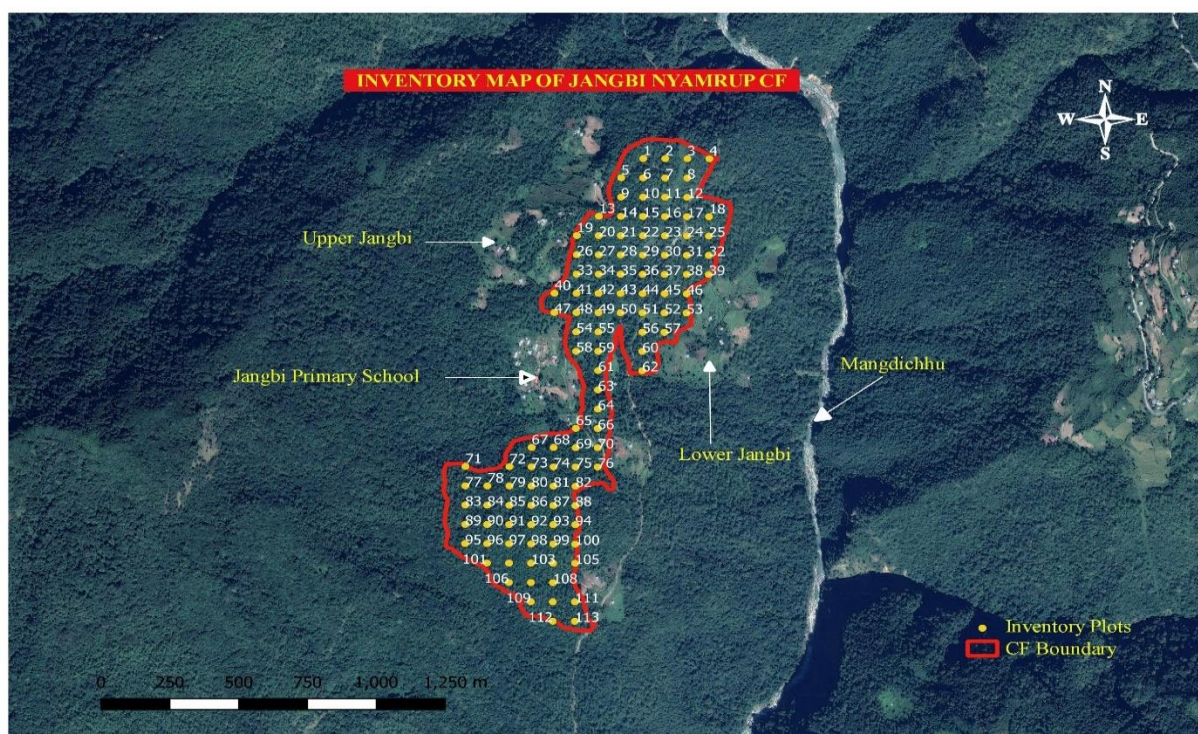 INVENTORY MAP OF JANGBI NYAMRUP CF
N
W E
S
1 2 3 4
5 6 7 8
9 10 11 12
13 14 15 16 17 18
19 20 21 22 23 24 25
Upper Jangbi
26 27 28 29 30 31 32
33 34 35 36 37 38 39
40 41 42 43 44 45 46
47 48 49 50 51 52 53
54 55 56 57
58 59 60
Mangdichhu
61 62
Jangbi Primary School
63
64
65 66
67 68 69 70
Lower Jangbi
71 72 73 74 75 76
77 78 79 80 81 82
83 84 85 86 87 88
89 90 91 92 93 94
95 96 97 98 99 100
101 103 105
106 108
109 111
112 113
Inventory Plots
CF Boundary
0 250 500 750 1,000 1,250 m